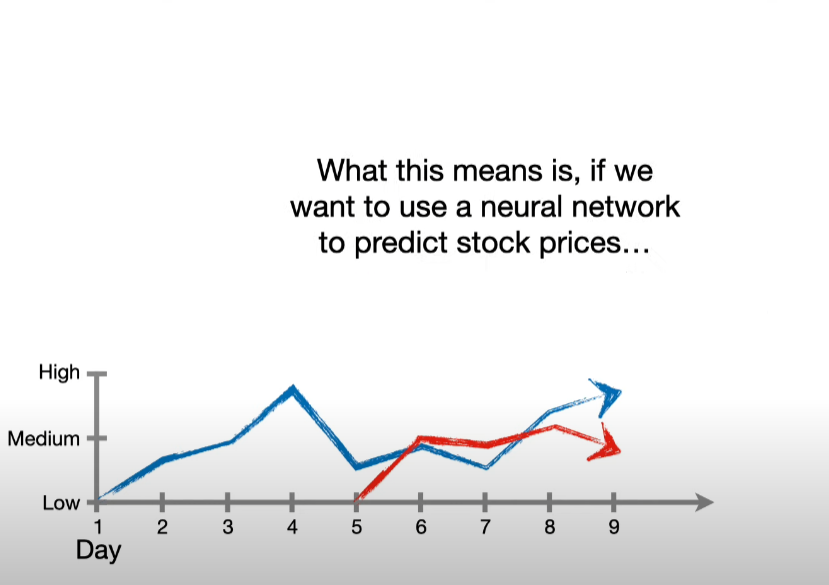 What this means is, if we
want to use a neural network
to predict stock prices…
High
Medium
Low
1 2 3 4 5 6 7 8 9
Day